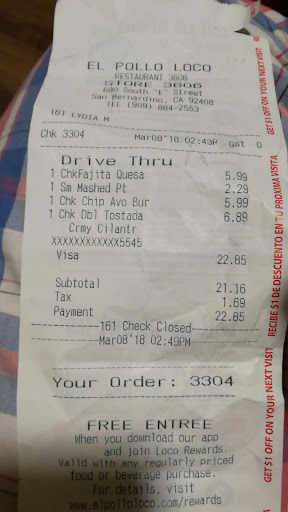 EL POLLO LOCO
RESTAURANT 3606
STORE 3606
680 South "E" Street
San Bernardino, CA 92408
TEL (909) 884-2553
161 LYDIA M
Chk 3304 Mar08'18 02:43P Gst 0
Drive Thru
1 ChkFajita Quesa 5.99
1 Sm Mashed Pt 2.29
1 Chk Chip Avo Bur 5.99
1 Chk Dbl Tostada 6.89
Crmy Cilantr
XXXXXXXXXXXX5545
Visa 22.85
Subtotal 21.16
Tax 1.69
Payment 22.85
----------161 Check Closed----------
----------Mar08'18 02:49PM----------
Your Order: 3304
FREE ENTREE
When you download our app
and join Loco Rewards.
Valid with any regularly priced
food or beverage purchase.
For details, visit
www.elpolloloco.com/rewards
GET $1 OFF ON YOUR NEXT VISIT
RECIBE $1 DE DESCUENTO EN TU PROXIMA VISITA
GET $1 OFF ON YOUR NEXT VISIT